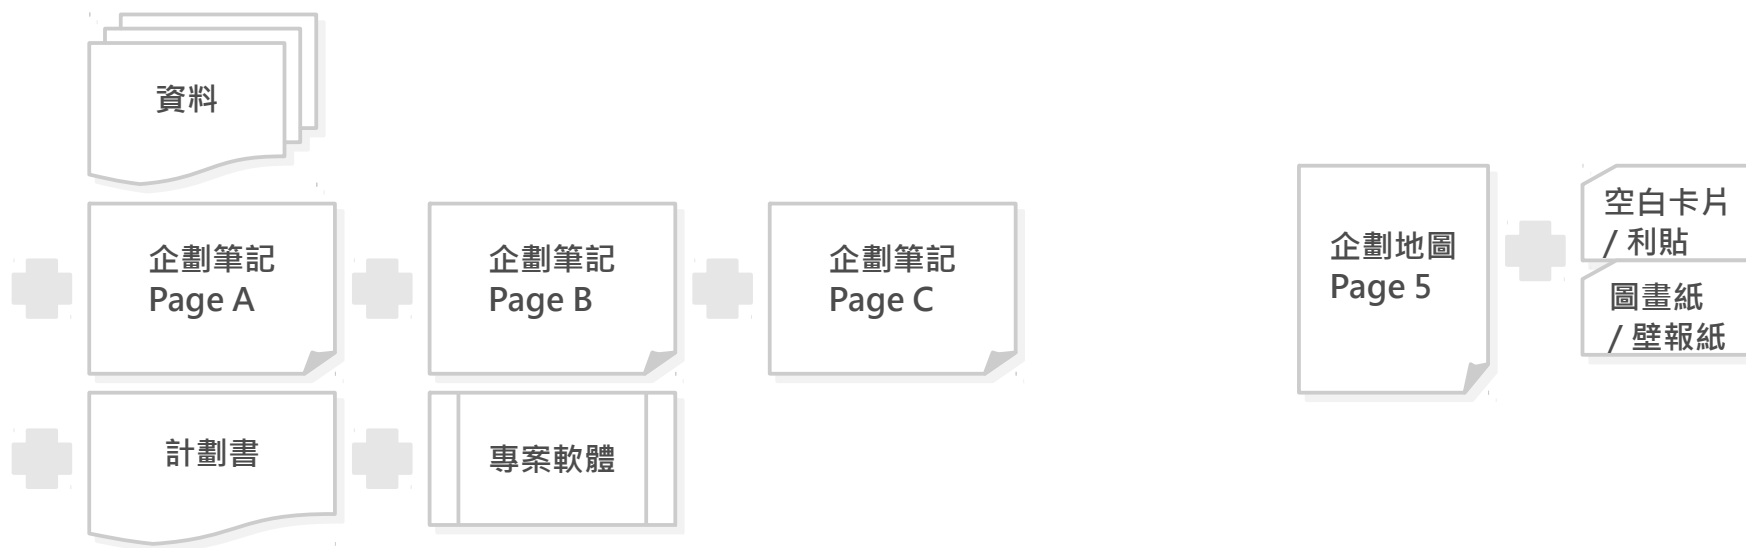 資料
企劃筆記
Page A
企劃筆記
Page B
企劃筆記
Page C
計劃書
專案軟體
企劃地圖
Page 5
空白卡片
/ 利貼
圖畫紙
/ 壁報紙